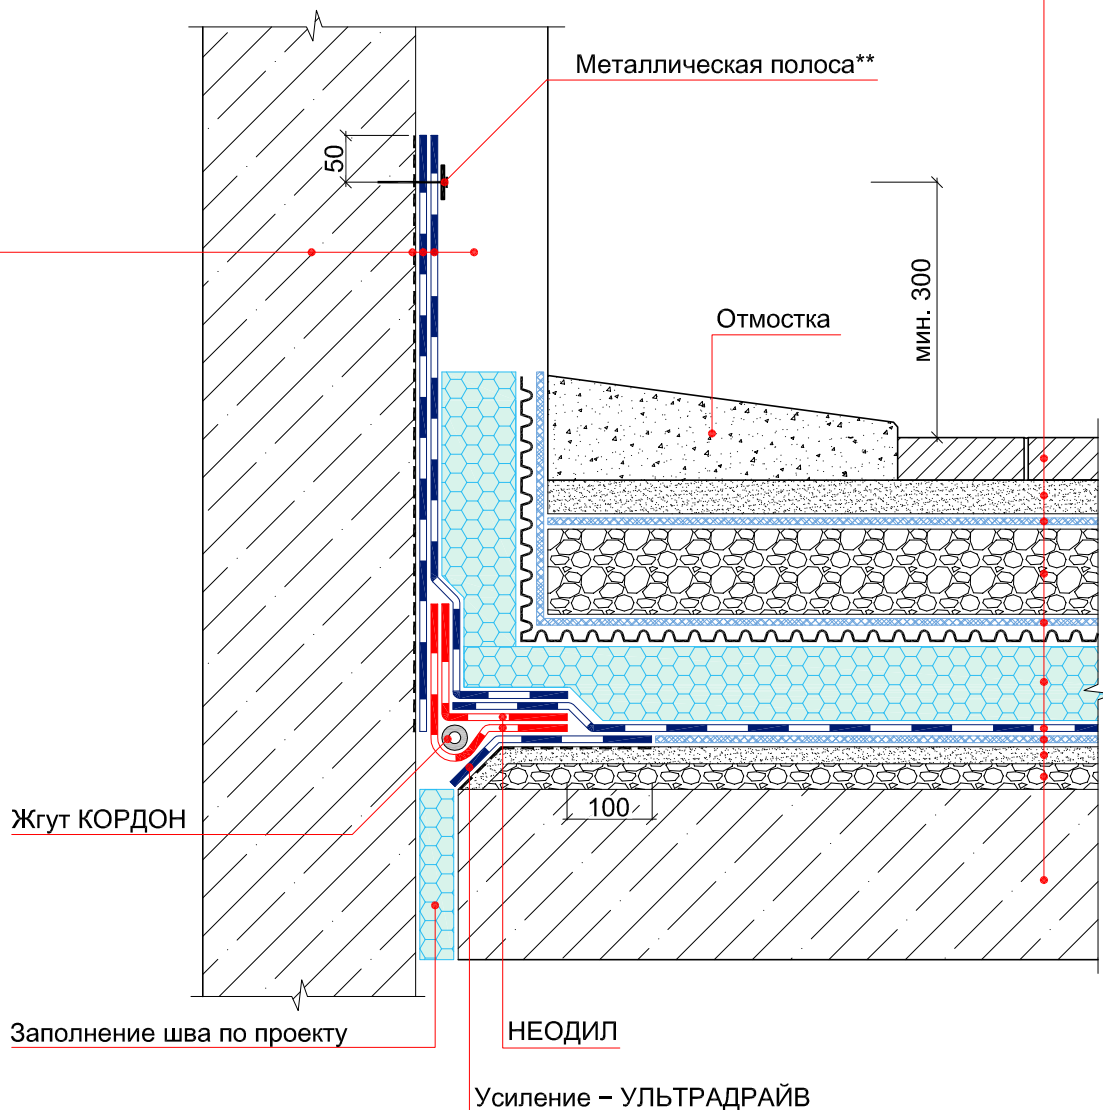 Металлическая полоса**
50
мин. 300
Отмостка
100
Жгут КОРДОН
Заполнение шва по проекту
НЕОДИЛ
Усиление – УЛЬТРАДРАЙВ